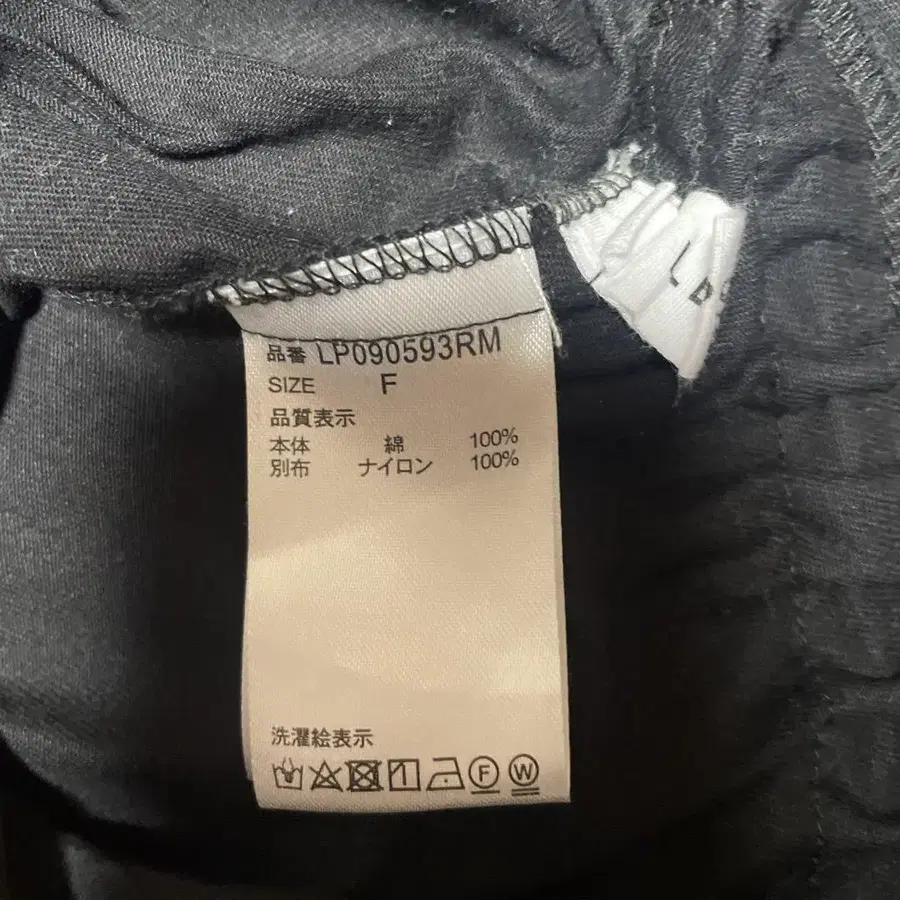 品番 LP090593RM
SIZE F
品質表示
本体 綿 100%
別布 ナイロン 100%
洗濯絵表示
F W